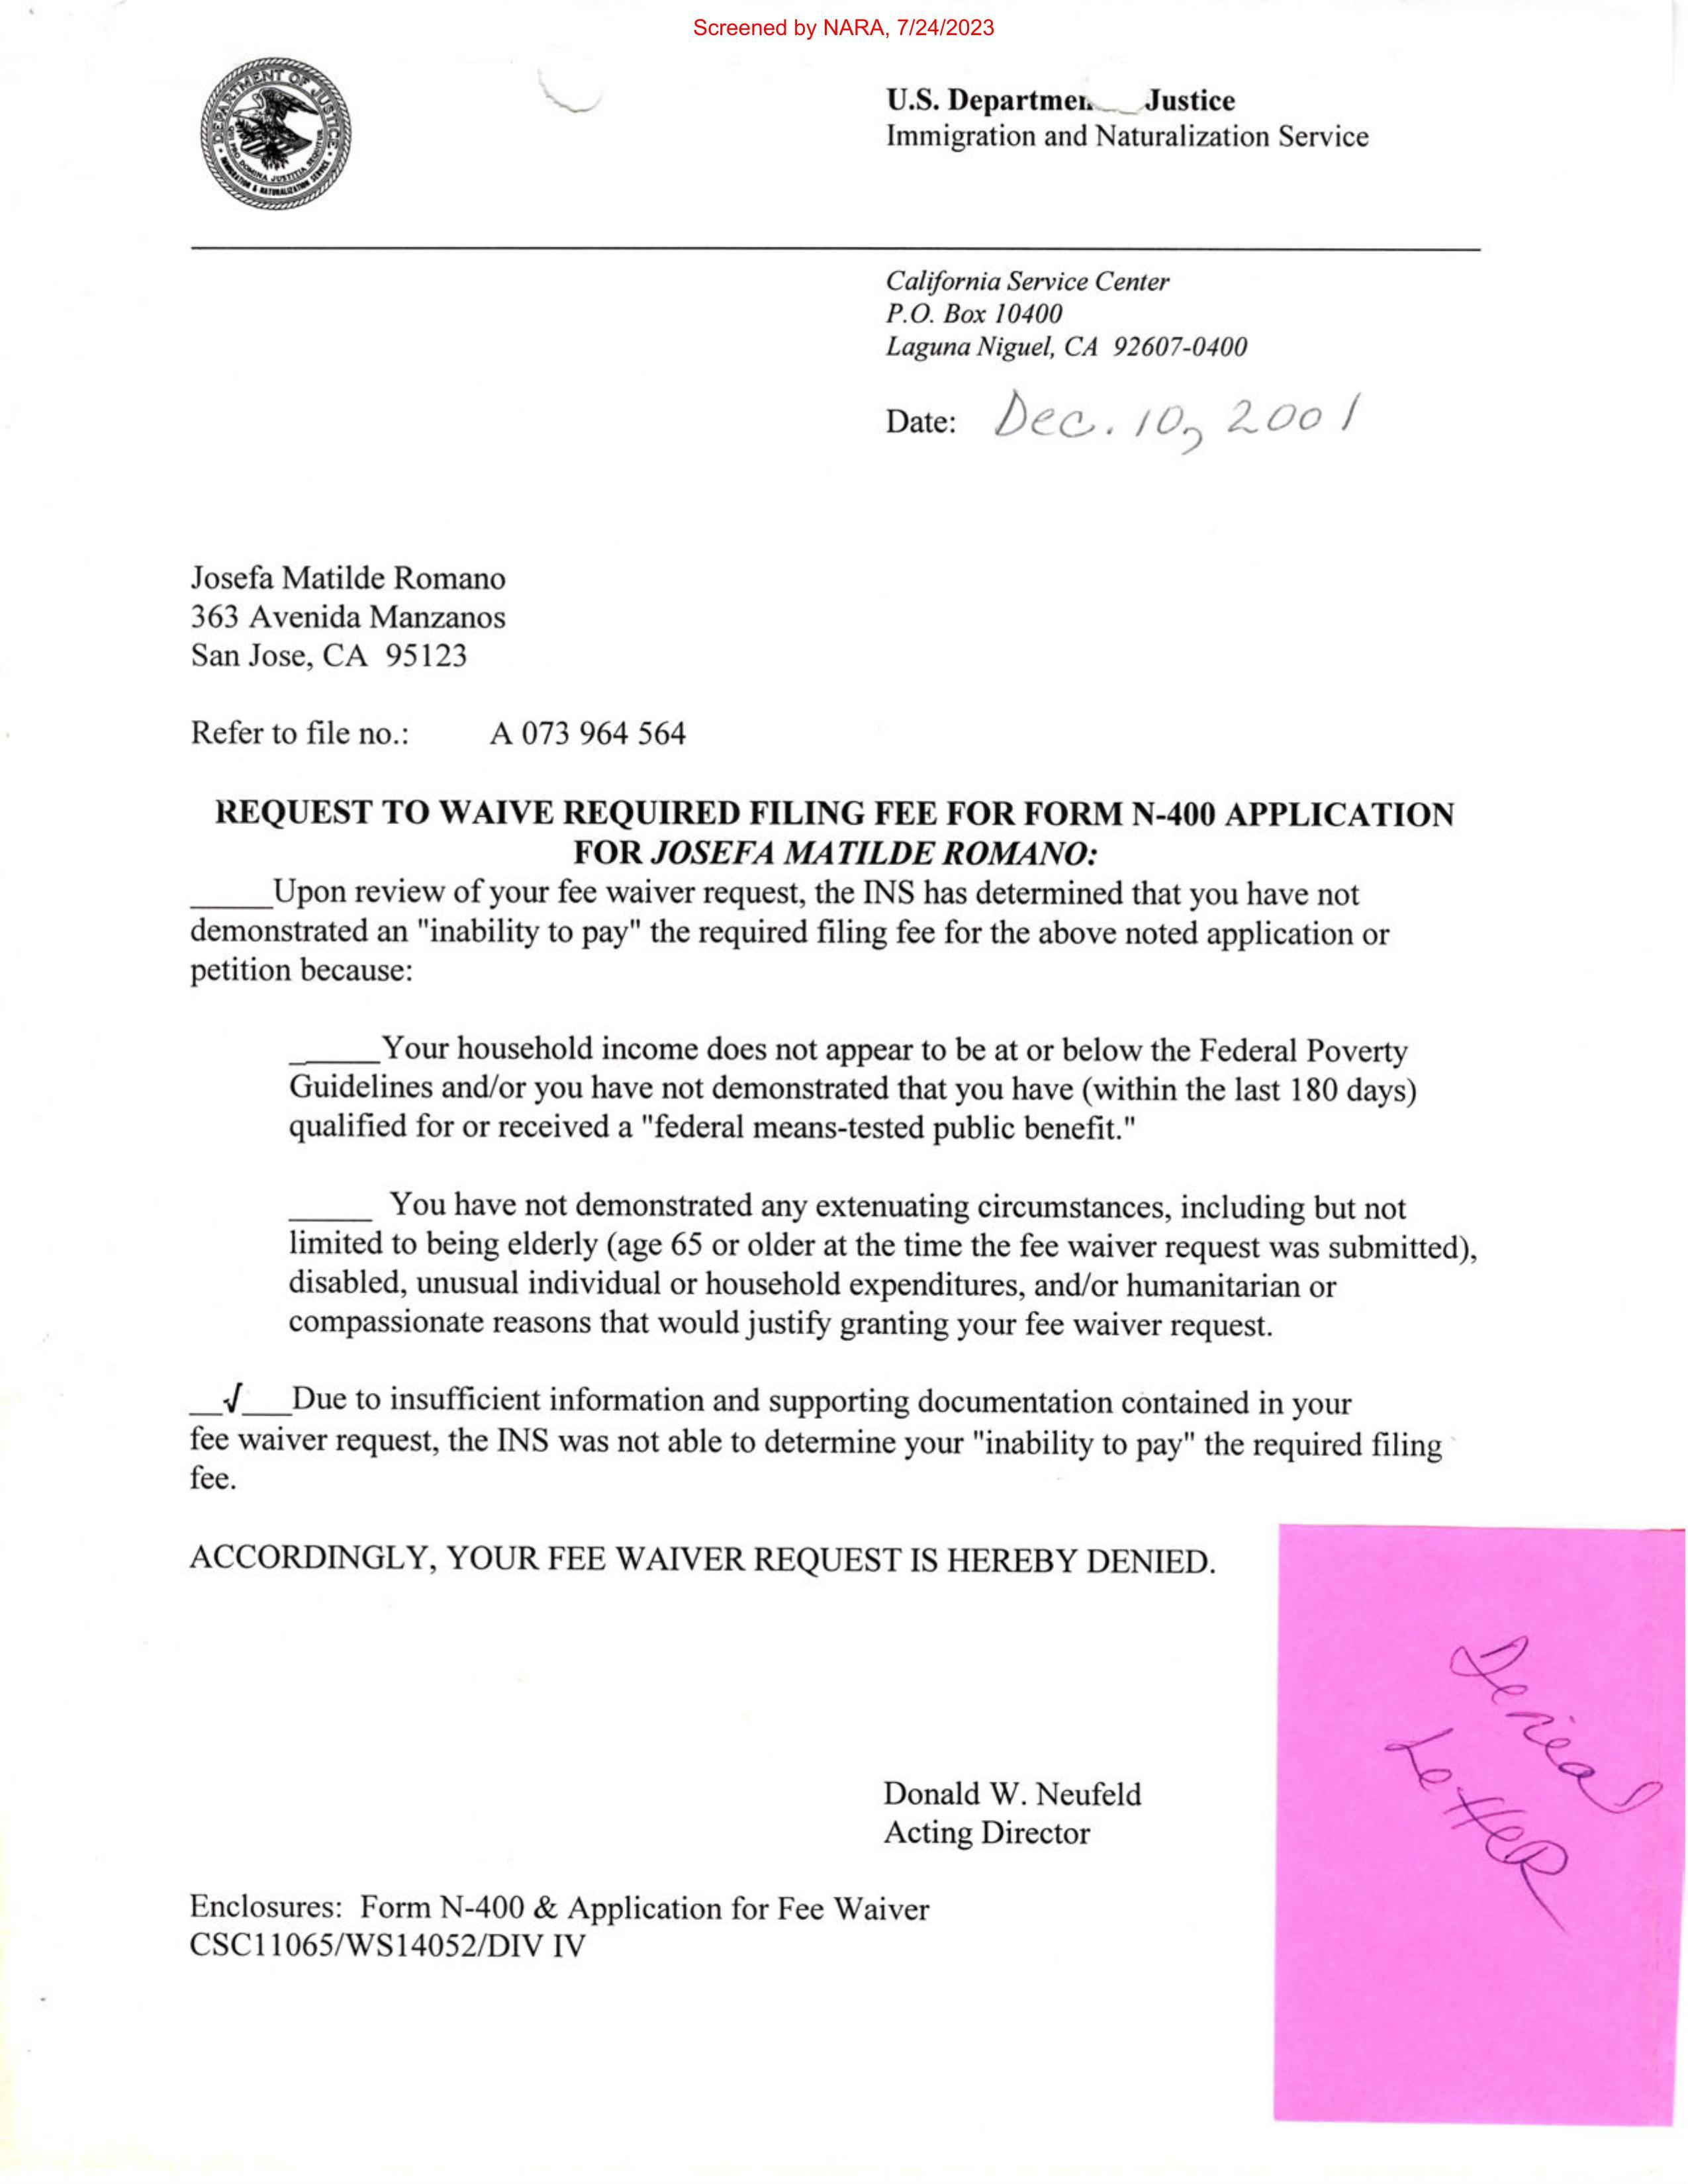 Screened by NARA, 7/24/2023
DEPARTMENT OF JUSTICE
QUI PRO DOMINA JUSTITIA SEQUITUR
IMMIGRATION & NATURALIZATION SERVICE
U.S. Departmen Justice
Immigration and Naturalization Service
California Service Center
P.O. Box 10400
Laguna Niguel, CA 92607-0400
Date: Dec. 10, 2001
Josefa Matilde Romano
363 Avenida Manzanos
San Jose, CA 95123
Refer to file no.: A 073 964 564
REQUEST TO WAIVE REQUIRED FILING FEE FOR FORM N-400 APPLICATION
FOR JOSEFA MATILDE ROMANO:
_____Upon review of your fee waiver request, the INS has determined that you have not
demonstrated an "inability to pay" the required filing fee for the above noted application or
petition because:
_____Your household income does not appear to be at or below the Federal Poverty
Guidelines and/or you have not demonstrated that you have (within the last 180 days)
qualified for or received a "federal means-tested public benefit."
_____ You have not demonstrated any extenuating circumstances, including but not
limited to being elderly (age 65 or older at the time the fee waiver request was submitted),
disabled, unusual individual or household expenditures, and/or humanitarian or
compassionate reasons that would justify granting your fee waiver request.
__√___Due to insufficient information and supporting documentation contained in your
fee waiver request, the INS was not able to determine your "inability to pay" the required filing
fee.
ACCORDINGLY, YOUR FEE WAIVER REQUEST IS HEREBY DENIED.
Denial
Letter
Donald W. Neufeld
Acting Director
Enclosures: Form N-400 & Application for Fee Waiver
CSC11065/WS14052/DIV IV